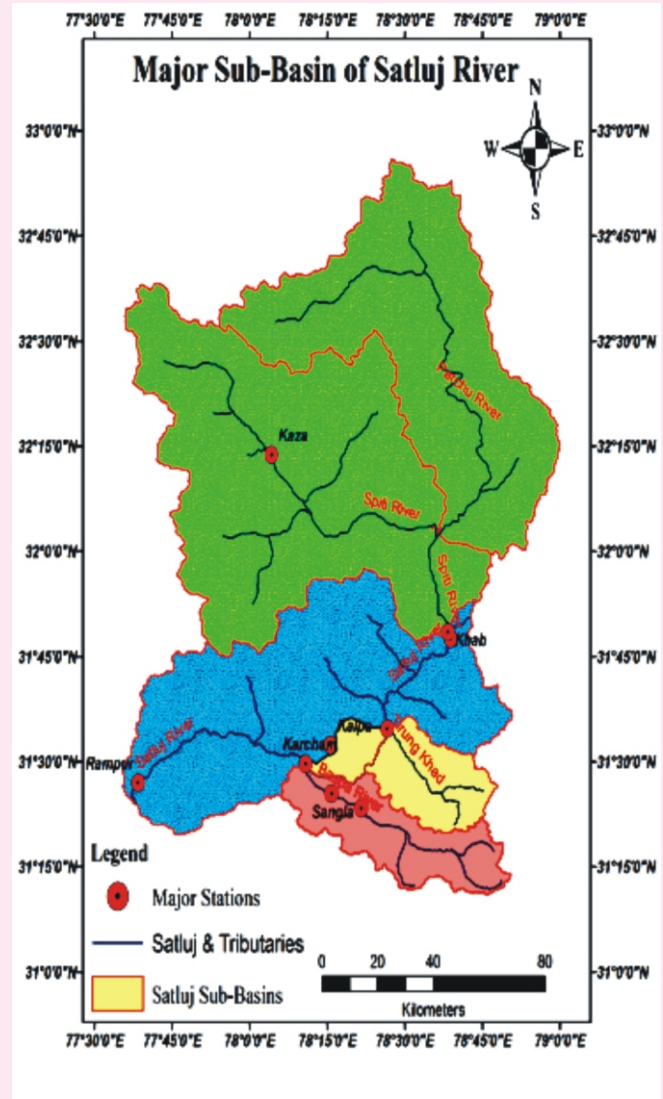 77°30'0"E 78°0'0"E 78°15'0"E 78°30'0"E 78°45'0"E 79°0'0"E
Major Sub-Basin of Satluj River
N
W E
S
33°0'0"N 33°0'0"N
32°45'0"N 32°45'0"N
32°30'0"N 32°30'0"N
Parchu River
32°15'0"N 32°15'0"N
Kaza
Spiti River
32°0'0"N 32°0'0"N
Spiti River
Satluj River
Khab
31°45'0"N 31°45'0"N
Kalpa
Karcham
Satluj River
31°30'0"N 31°30'0"N
Rampur
River
Sangla
31°15'0"N 31°15'0"N
Legend
Major Stations
Satluj & Tributaries
Satluj Sub-Basins
31°0'0"N 31°0'0"N
0 20 40 80
Kilometers
77°30'0"E 77°45'0"E 78°0'0"E 78°15'0"E 78°30'0"E 78°45'0"E 79°0'0"E